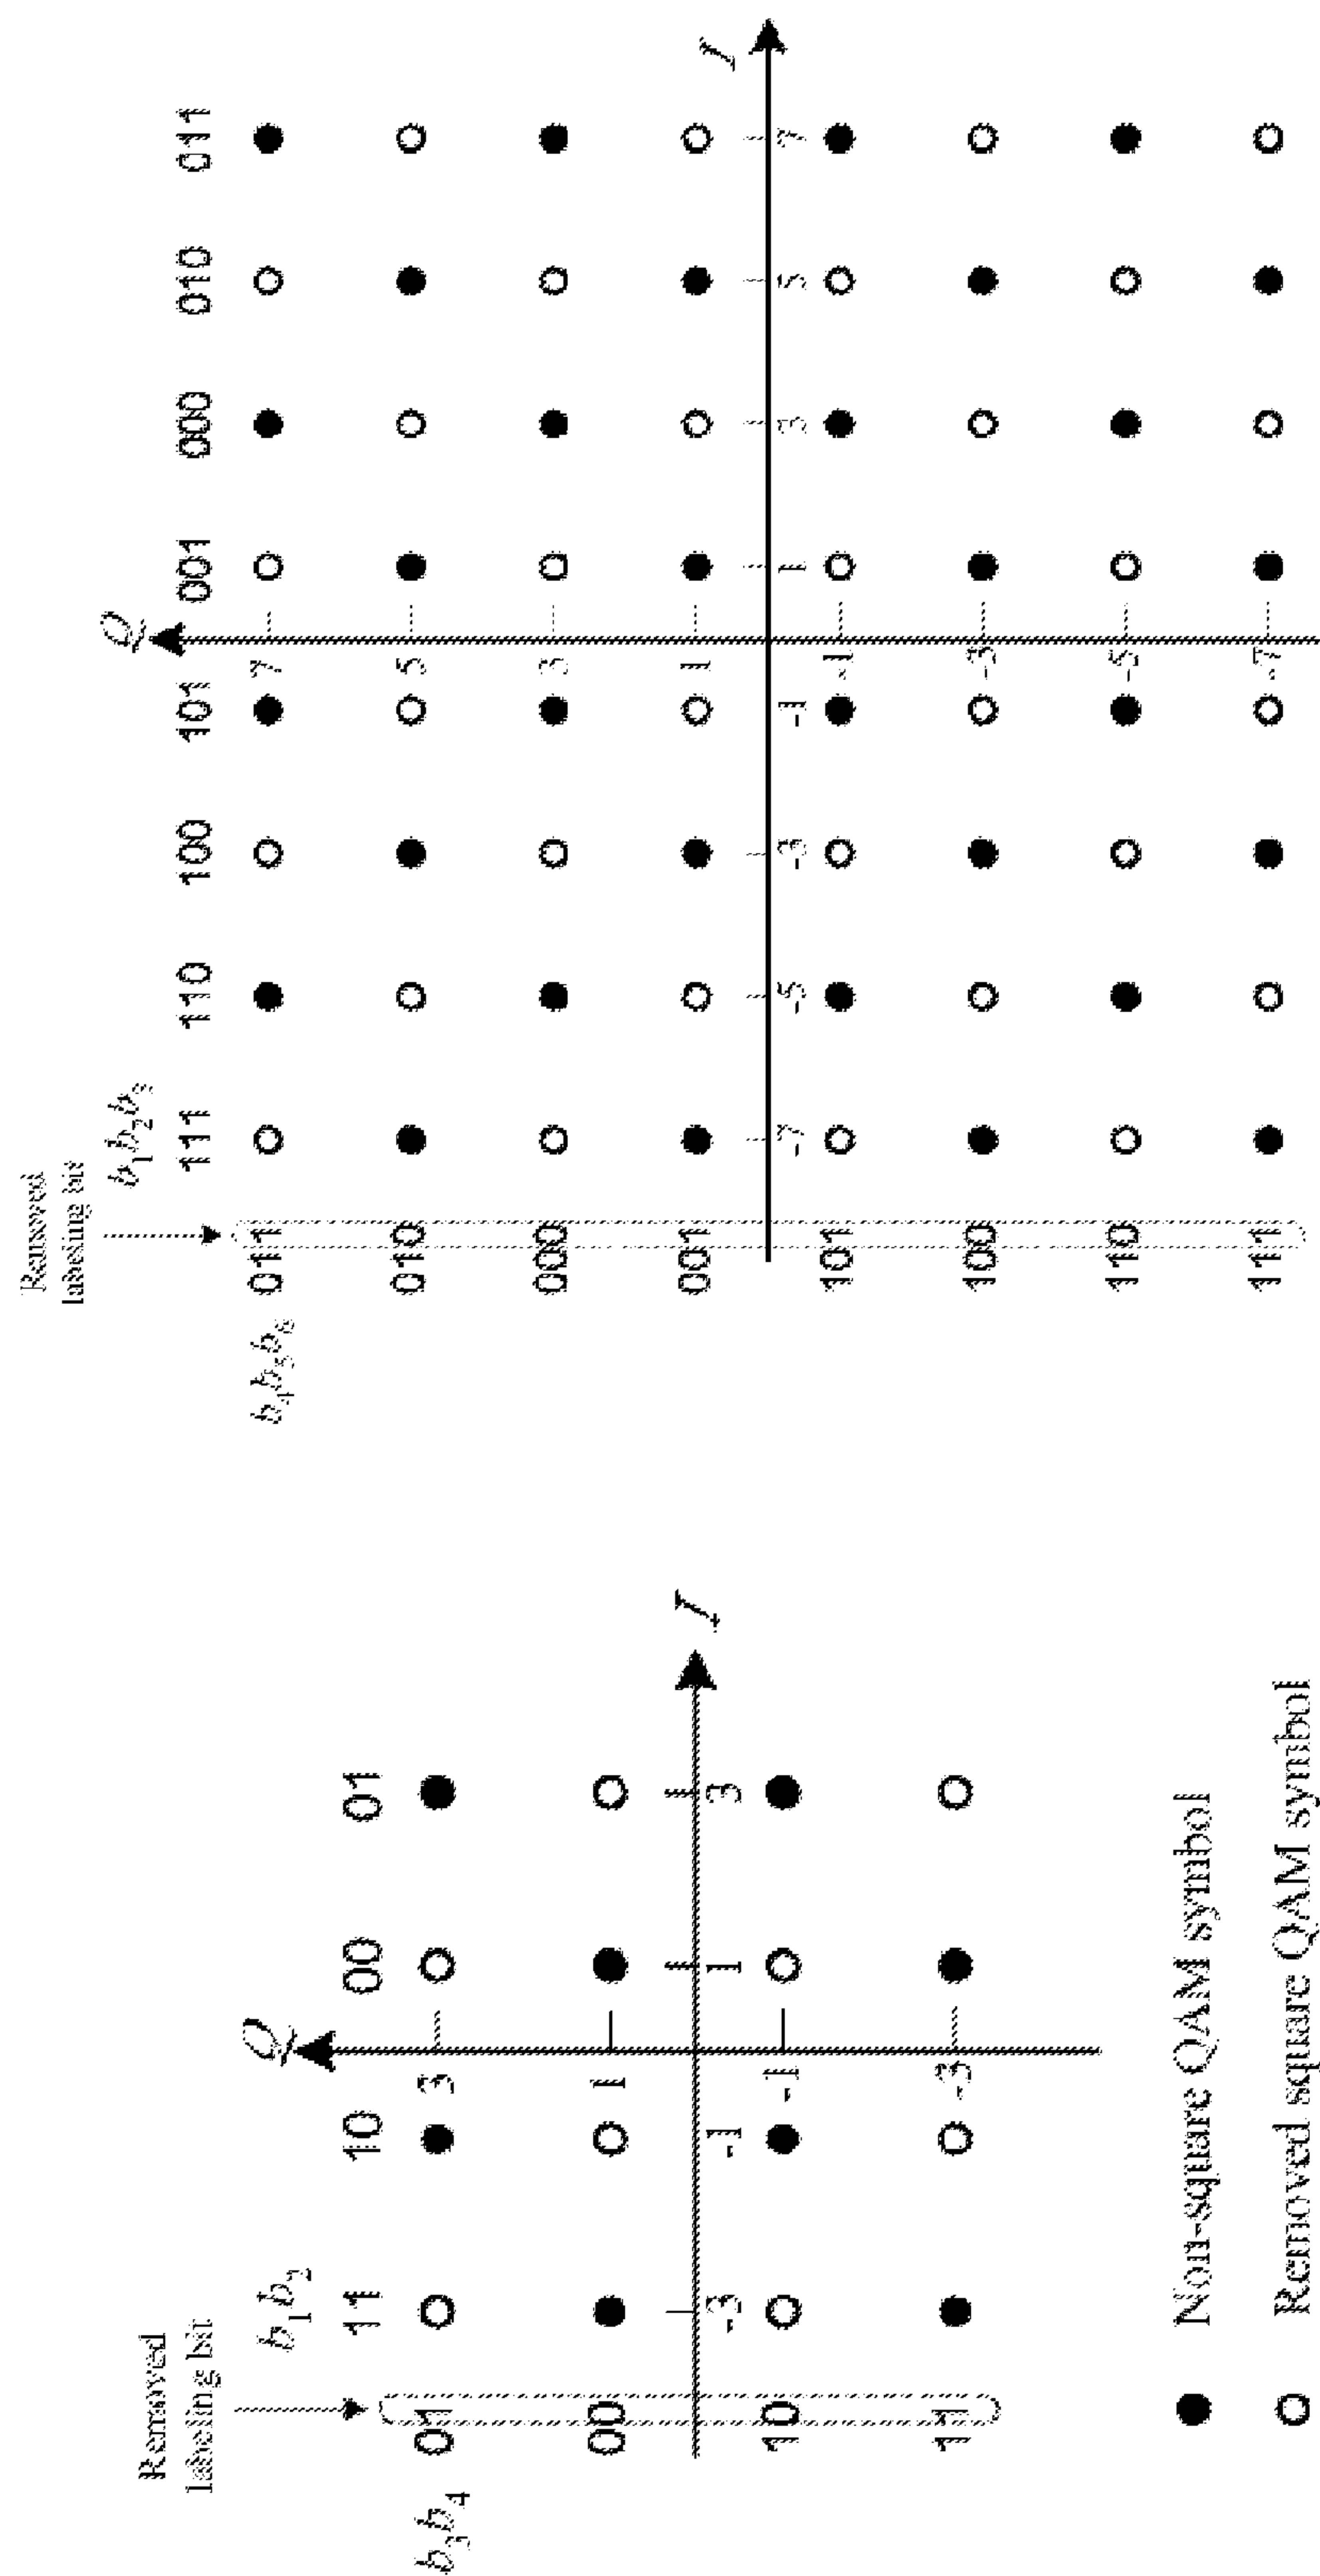 Removed
labeling bit
b₁b₂
Q
11 10 00 01
b₃b₄
01 3
00 1
I
-3 -1 1 3
10 -1
11 -3
Non-square QAM symbol
Removed square QAM symbol
Removed
labeling bit
b₁b₂b₃
Q
111 110 100 101 001 000 010 011
b₄b₅b₆
011 7
010 5
000 3
001 1
I
-7 -5 -3 -1 1 3 5 7
101 -1
100 -3
110 -5
111 -7